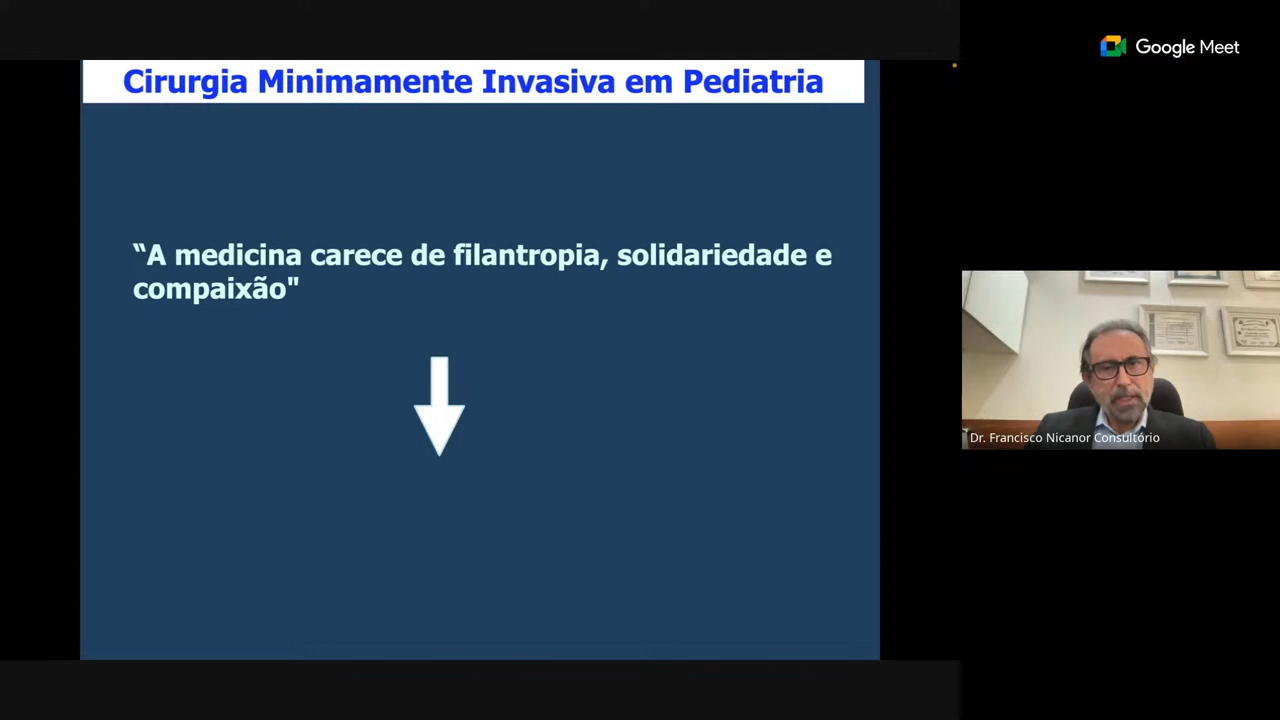 Cirurgia Minimamente Invasiva em Pediatria
“A medicina carece de filantropia, solidariedade e
compaixão"
Google Meet
Dr. Francisco Nicanor Consultório